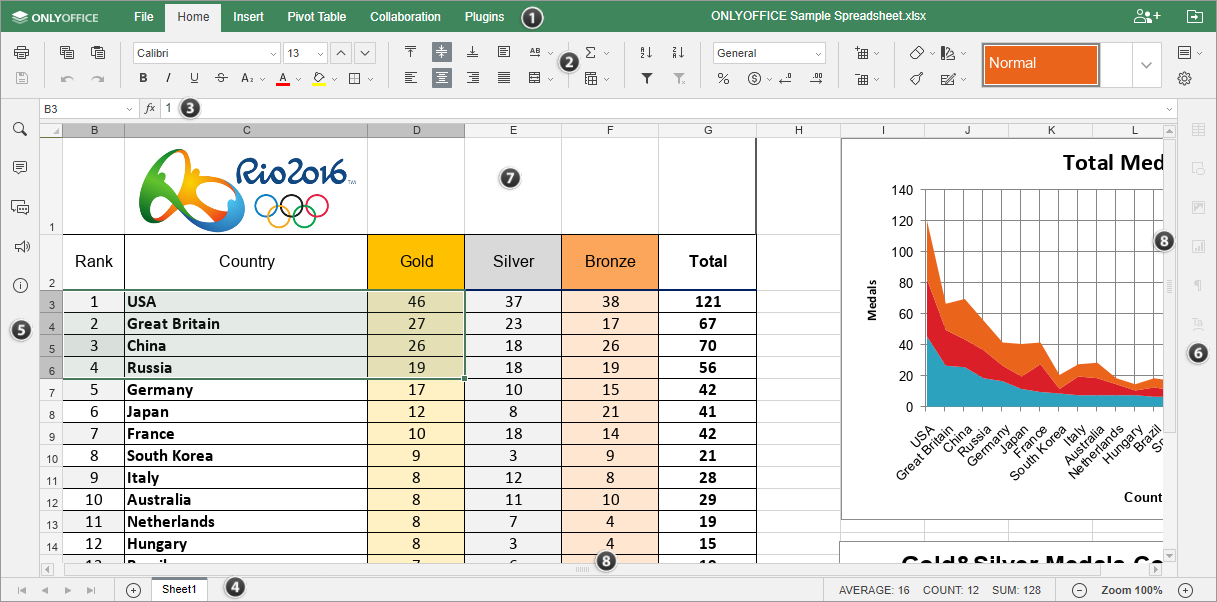 ONLYOFFICE File Home Insert Pivot Table Collaboration Plugins 1 ONLYOFFICE Sample Spreadsheet.xlsx
Calibri 13 A A AB Σ 2 General Normal
B I U S A2 A % $ .0 .00
B3 fx 1 3
B C D E F G H I J K L
1 Rio2016™ 7
2 Rank Country Gold Silver Bronze Total
3 1 USA 46 37 38 121
4 2 Great Britain 27 23 17 67
5 3 China 26 18 26 70
6 4 Russia 19 18 19 56
7 5 Germany 17 10 15 42
8 6 Japan 12 8 21 41
9 7 France 10 18 14 42
10 8 South Korea 9 3 9 21
11 9 Italy 8 12 8 28
12 10 Australia 8 11 10 29
13 11 Netherlands 8 7 4 19
14 12 Hungary 8 3 4 15
Total Med
140
120
100
80
60
40
20
0
Medals
USA
Great Britain
China
Russia
Germany
Japan
France
South Korea
Italy
Australia
Netherlands
Hungary
Brazil
Count
Gold&Silver Medals Co
5
6
8
8
Sheet1 4 AVERAGE: 16 COUNT: 12 SUM: 128 Zoom 100%